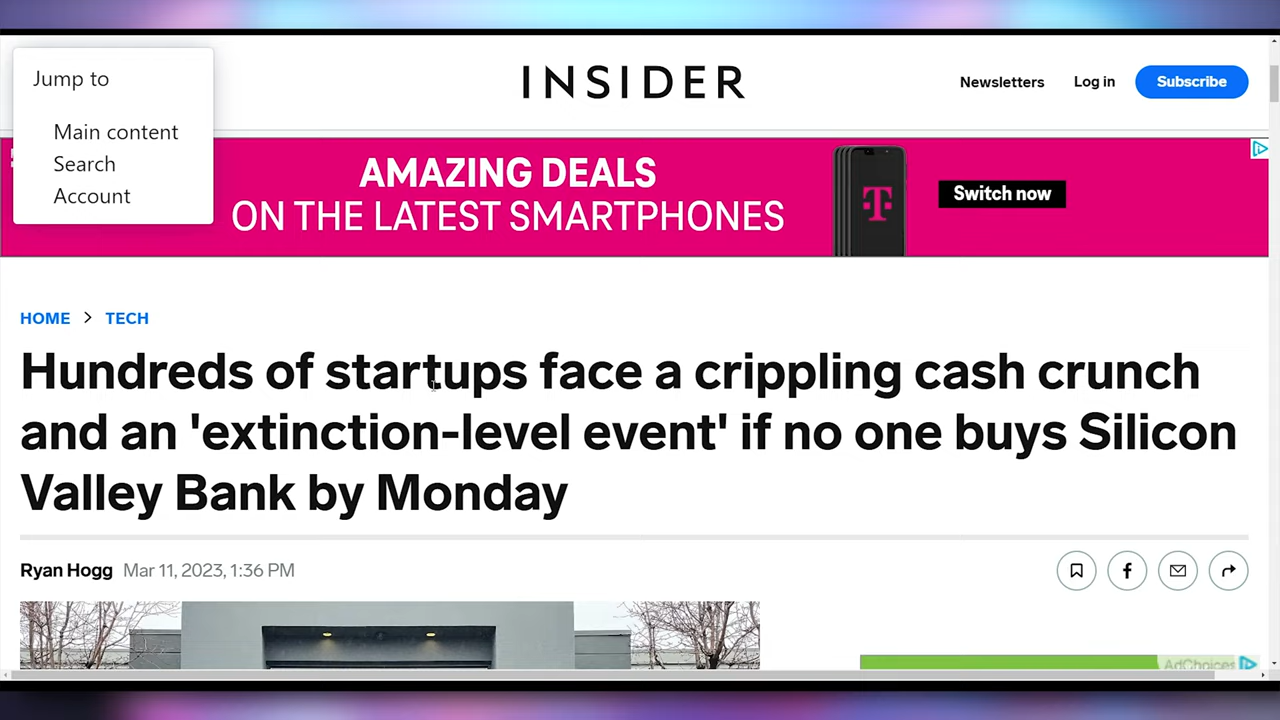 Jump to
Main content
Search
Account
INSIDER
Newsletters
Log in
Subscribe
AMAZING DEALS
ON THE LATEST SMARTPHONES
T
Switch now
HOME > TECH
Hundreds of startups face a crippling cash crunch
and an 'extinction-level event' if no one buys Silicon
Valley Bank by Monday
Ryan Hogg Mar 11, 2023, 1:36 PM
AdChoices